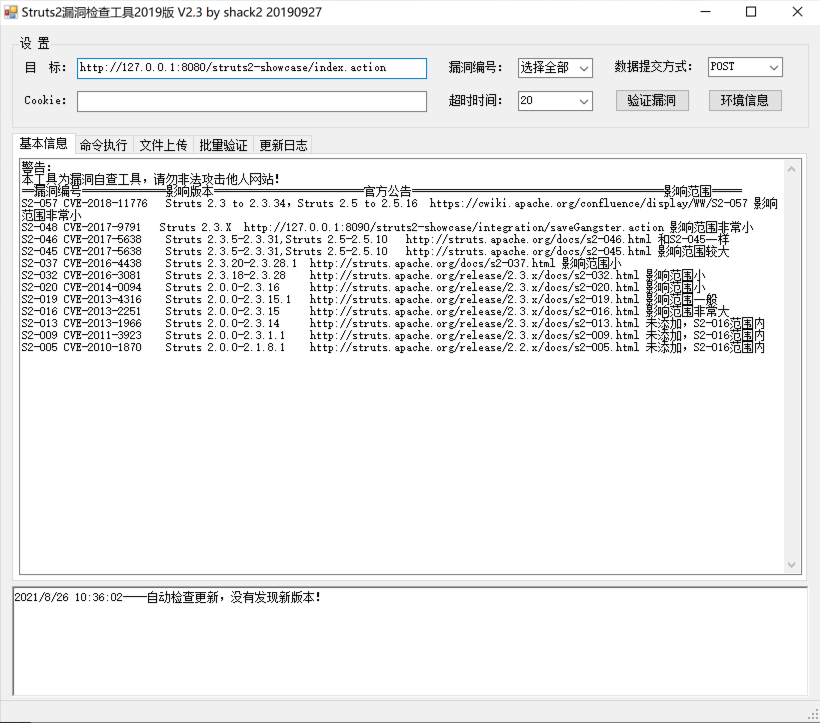 Struts2漏洞检查工具2019版 V2.3 by shack2 20190927
设 置
目 标: http://127.0.0.1:8080/struts2-showcase/index.action 漏洞编号: 选择全部 数据提交方式: POST
Cookie: 超时时间: 20 验证漏洞 环境信息
基本信息 命令执行 文件上传 批量验证 更新日志
警告:
本工具为漏洞自查工具，请勿非法攻击他人网站!
==漏洞编号==============影响版本=========================官方公告==========================================影响范围=====
S2-057 CVE-2018-11776 Struts 2.3 to 2.3.34，Struts 2.5 to 2.5.16 https://cwiki.apache.org/confluence/display/WW/S2-057 影响
范围非常小
S2-048 CVE-2017-9791 Struts 2.3.X http://127.0.0.1:8090/struts2-showcase/integration/saveGangster.action 影响范围非常小
S2-046 CVE-2017-5638 Struts 2.3.5-2.3.31,Struts 2.5-2.5.10 http://struts.apache.org/docs/s2-046.html 和S2-045一样
S2-045 CVE-2017-5638 Struts 2.3.5-2.3.31,Struts 2.5-2.5.10 http://struts.apache.org/docs/s2-045.html 影响范围较大
S2-037 CVE-2016-4438 Struts 2.3.20-2.3.28.1 http://struts.apache.org/docs/s2-037.html 影响范围小
S2-032 CVE-2016-3081 Struts 2.3.18-2.3.28 http://struts.apache.org/release/2.3.x/docs/s2-032.html 影响范围小
S2-020 CVE-2014-0094 Struts 2.0.0-2.3.16 http://struts.apache.org/release/2.3.x/docs/s2-020.html 影响范围小
S2-019 CVE-2013-4316 Struts 2.0.0-2.3.15.1 http://struts.apache.org/release/2.3.x/docs/s2-019.html 影响范围一般
S2-016 CVE-2013-2251 Struts 2.0.0-2.3.15 http://struts.apache.org/release/2.3.x/docs/s2-016.html 影响范围非常大
S2-013 CVE-2013-1966 Struts 2.0.0-2.3.14 http://struts.apache.org/release/2.3.x/docs/s2-013.html 未添加，S2-016范围内
S2-009 CVE-2011-3923 Struts 2.0.0-2.3.1.1 http://struts.apache.org/release/2.3.x/docs/s2-009.html 未添加，S2-016范围内
S2-005 CVE-2010-1870 Struts 2.0.0-2.1.8.1 http://struts.apache.org/release/2.2.x/docs/s2-005.html 未添加，S2-016范围内
2021/8/26 10:36:02----自动检查更新，没有发现新版本!